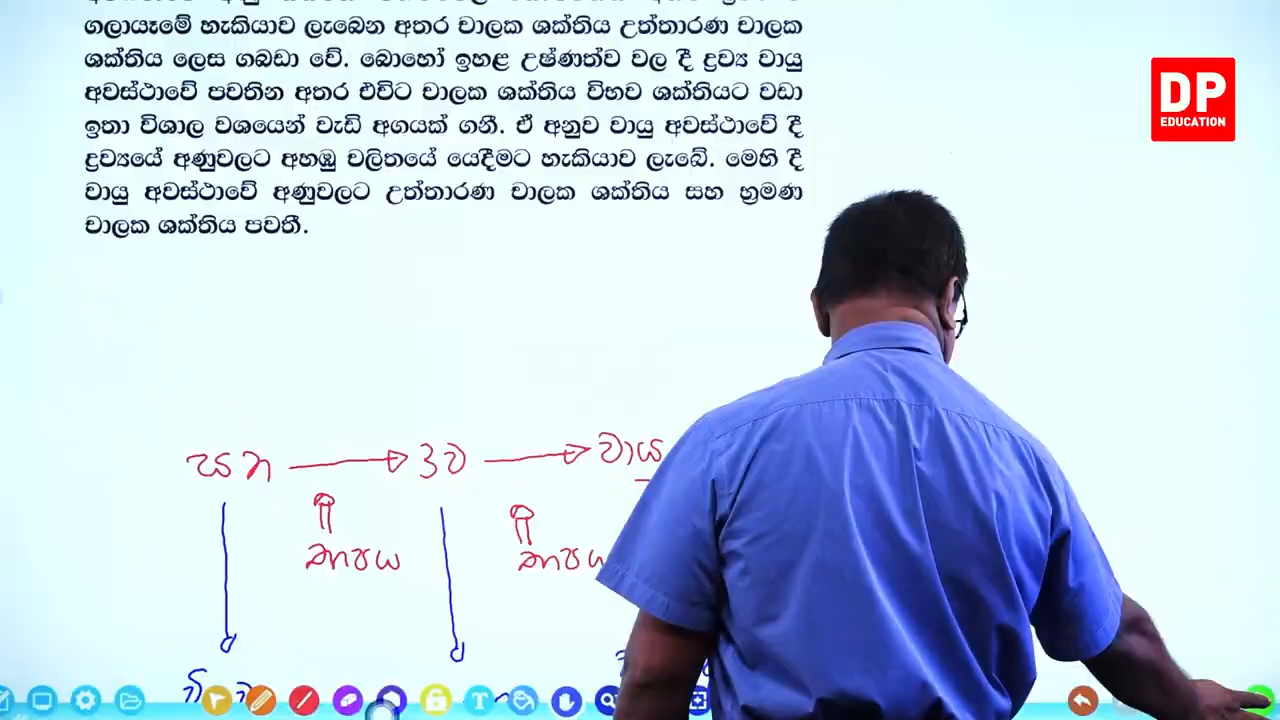 ගලායෑමේ හැකියාව ලැබෙන අතර චාලක ශක්තිය උත්තාරණ චාලක
ශක්තිය ලෙස ගබඩා වේ. බොහෝ ඉහළ උෂ්ණත්ව වල දී ද්‍රව්‍ය වායු
අවස්ථාවේ පවතින අතර එවිට චාලක ශක්තිය විභව ශක්තියට වඩා
ඉතා විශාල වශයෙන් වැඩි අගයක් ගනී. ඒ අනුව වායු අවස්ථාවේ දී
ද්‍රව්‍යයේ අණුවලට අහඹු චලිතයේ යෙදීමට හැකියාව ලැබේ. මෙහි දී
වායු අවස්ථාවේ අණුවලට උත්තාරණ චාලක ශක්තිය සහ භ්‍රමණ
චාලක ශක්තිය පවතී.
DP
EDUCATION
ඝන ද්‍රව වායු
තාපය තාපය